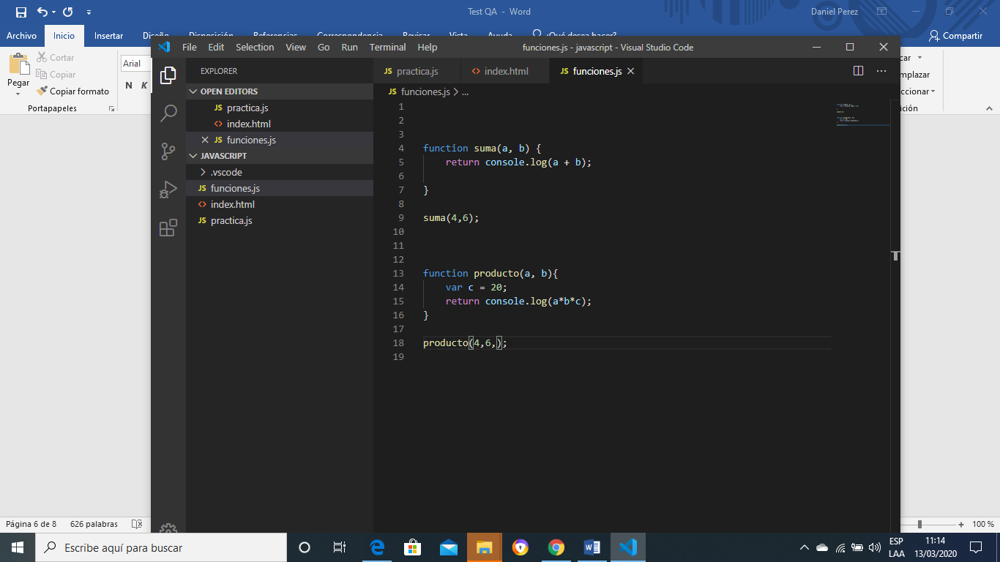 Test QA - Word
Daniel Perez
Archivo Inicio Insertar Diseño Disposición Referencias Correspondencia Revisar Vista Ayuda ¿Qué desea hacer? Compartir
Pegar
Cortar
Copiar
Copiar formato
Portapapeles
Arial
N K
File Edit Selection View Go Run Terminal Help
funciones.js - javascript - Visual Studio Code
EXPLORER
OPEN EDITORS
JS practica.js
<> index.html
JS funciones.js
JAVASCRIPT
.vscode
JS funciones.js
<> index.html
JS practica.js
JS practica.js <> index.html JS funciones.js
JS funciones.js > ...
1
2
3
4 function suma(a, b) {
5 return console.log(a + b);
6
7 }
8
9 suma(4,6);
10
11
12
13 function producto(a, b){
14 var c = 20;
15 return console.log(a*b*c);
16 }
17
18 producto(4,6,);
19
Página 6 de 8 626 palabras
100 %
Escribe aquí para buscar
ESP
LAA
11:14
13/03/2020